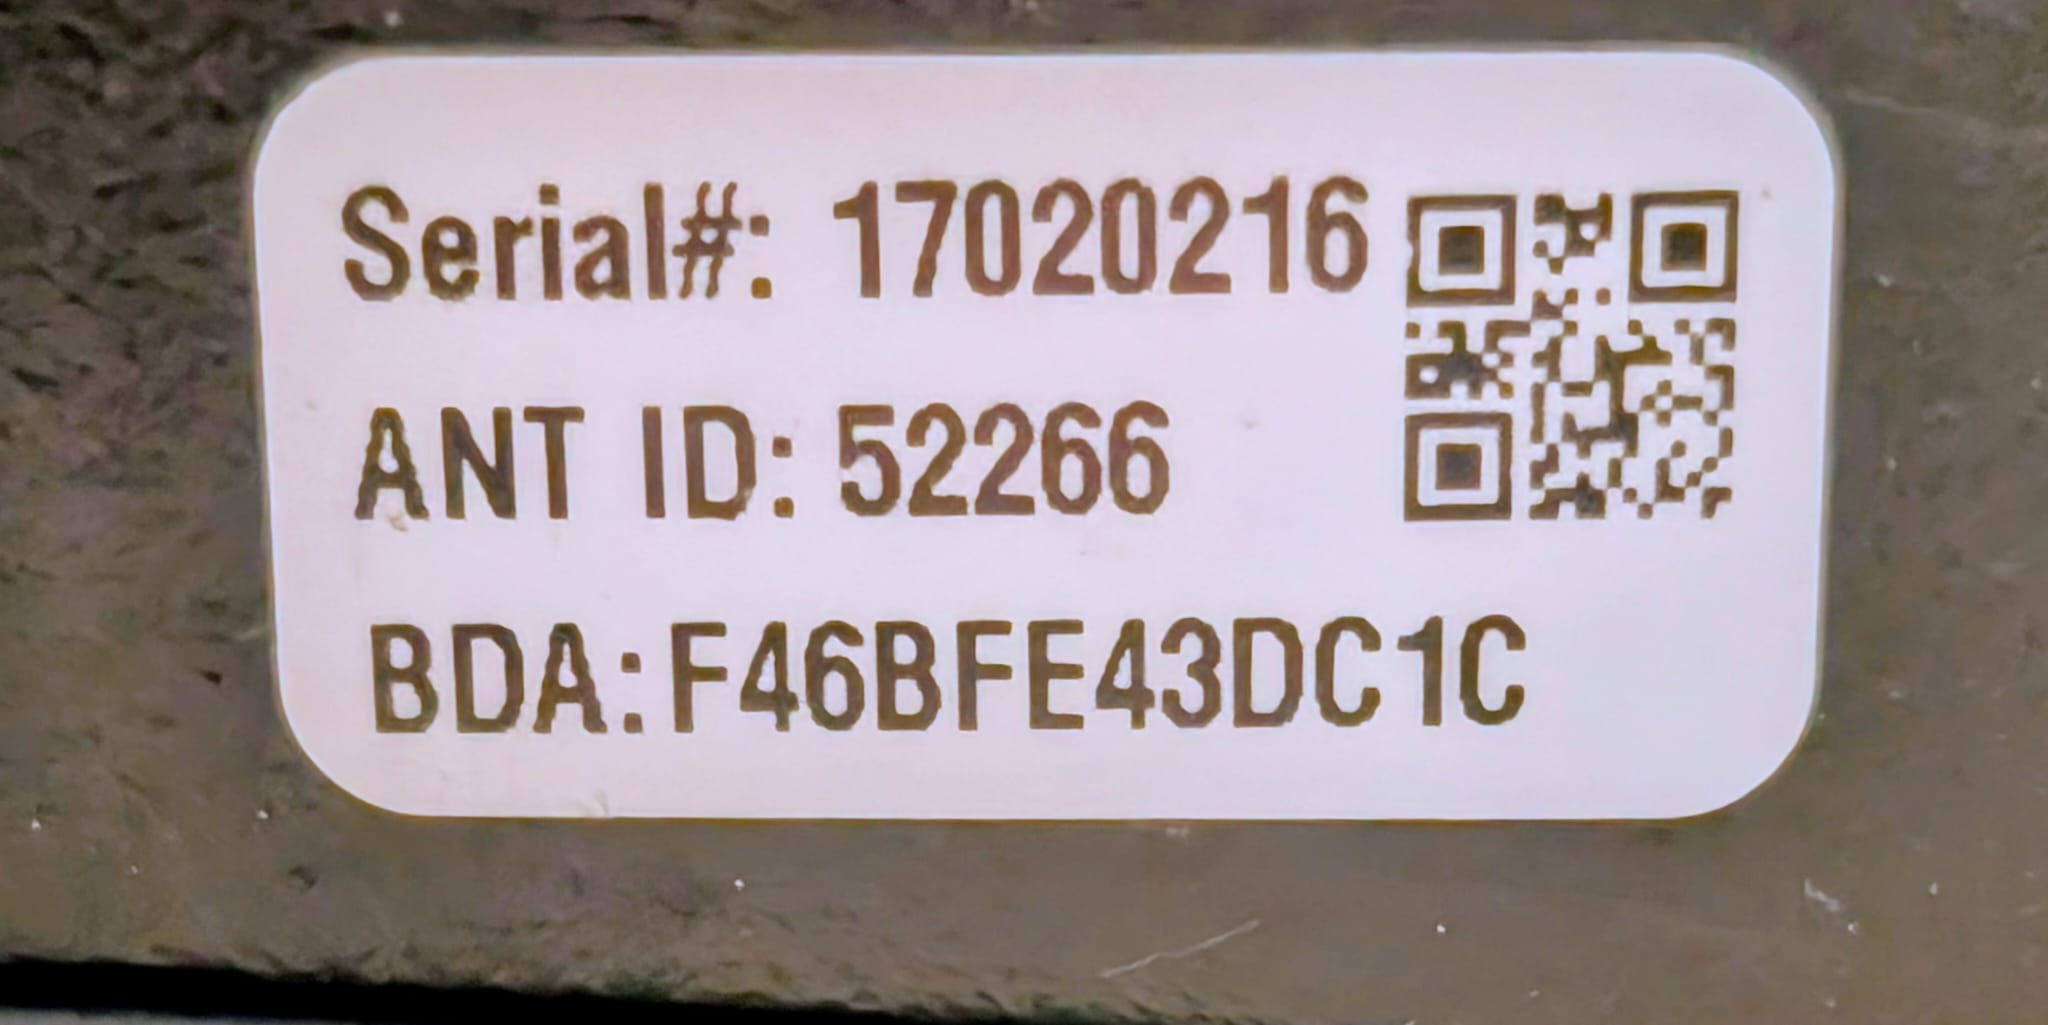 Serial#: 17020216
ANT ID: 52266
BDA:F46BFE43DC1C